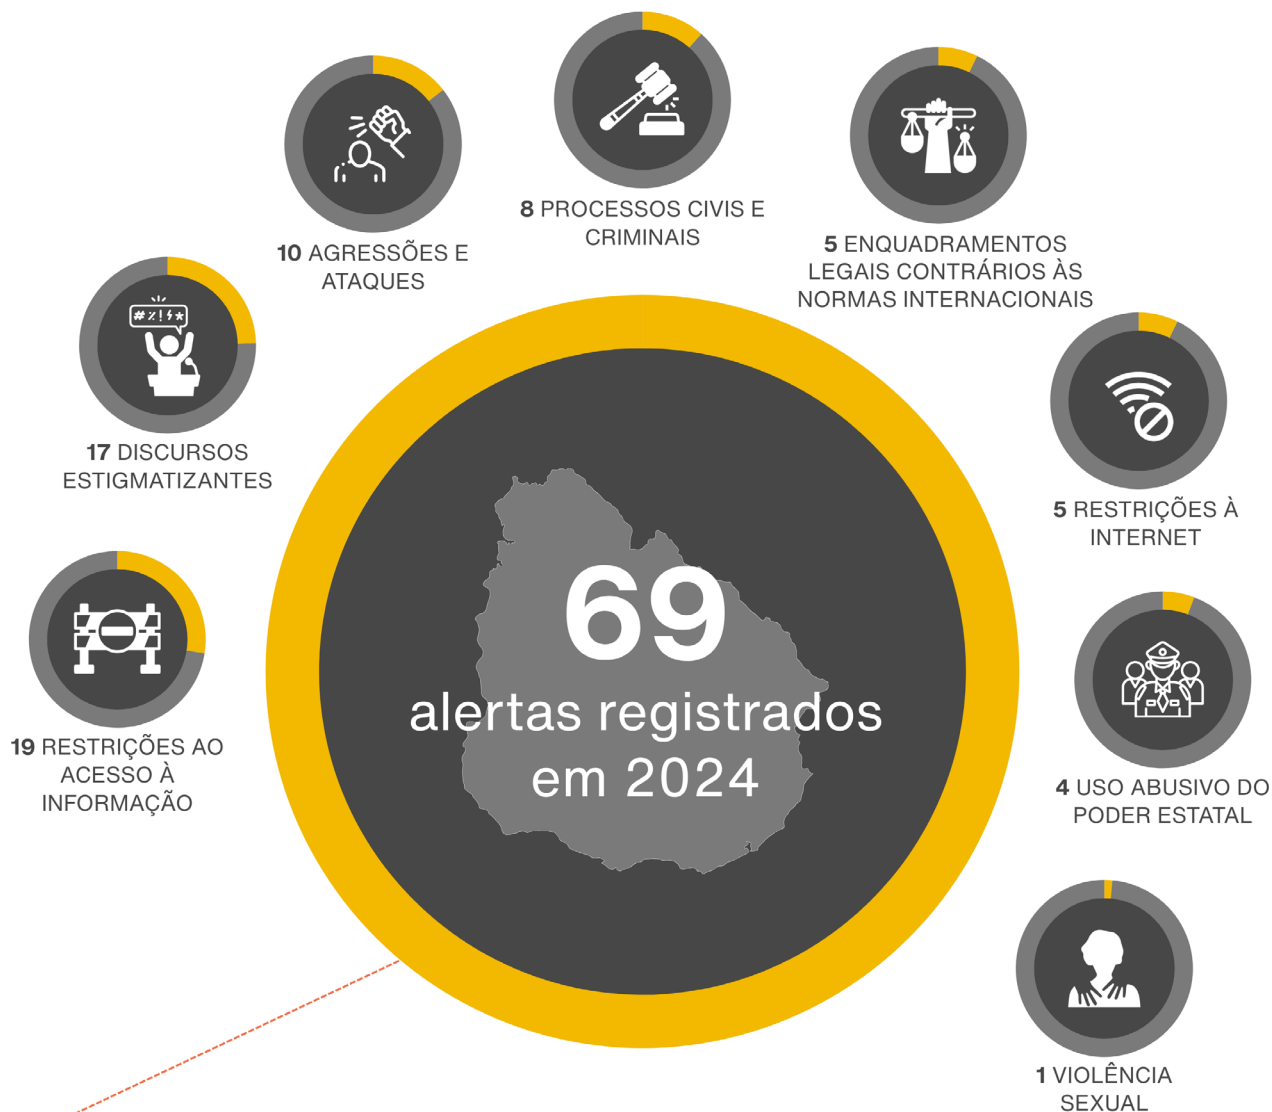 8 PROCESSOS CIVIS E
CRIMINAIS
5 ENQUADRAMENTOS
LEGAIS CONTRÁRIOS ÀS
NORMAS INTERNACIONAIS
10 AGRESSÕES E
ATAQUES
#%!⚡*
17 DISCURSOS
ESTIGMATIZANTES
5 RESTRIÇÕES À
INTERNET
69
alertas registrados
em 2024
19 RESTRIÇÕES AO
ACESSO À
INFORMAÇÃO
4 USO ABUSIVO DO
PODER ESTATAL
1 VIOLÊNCIA
SEXUAL